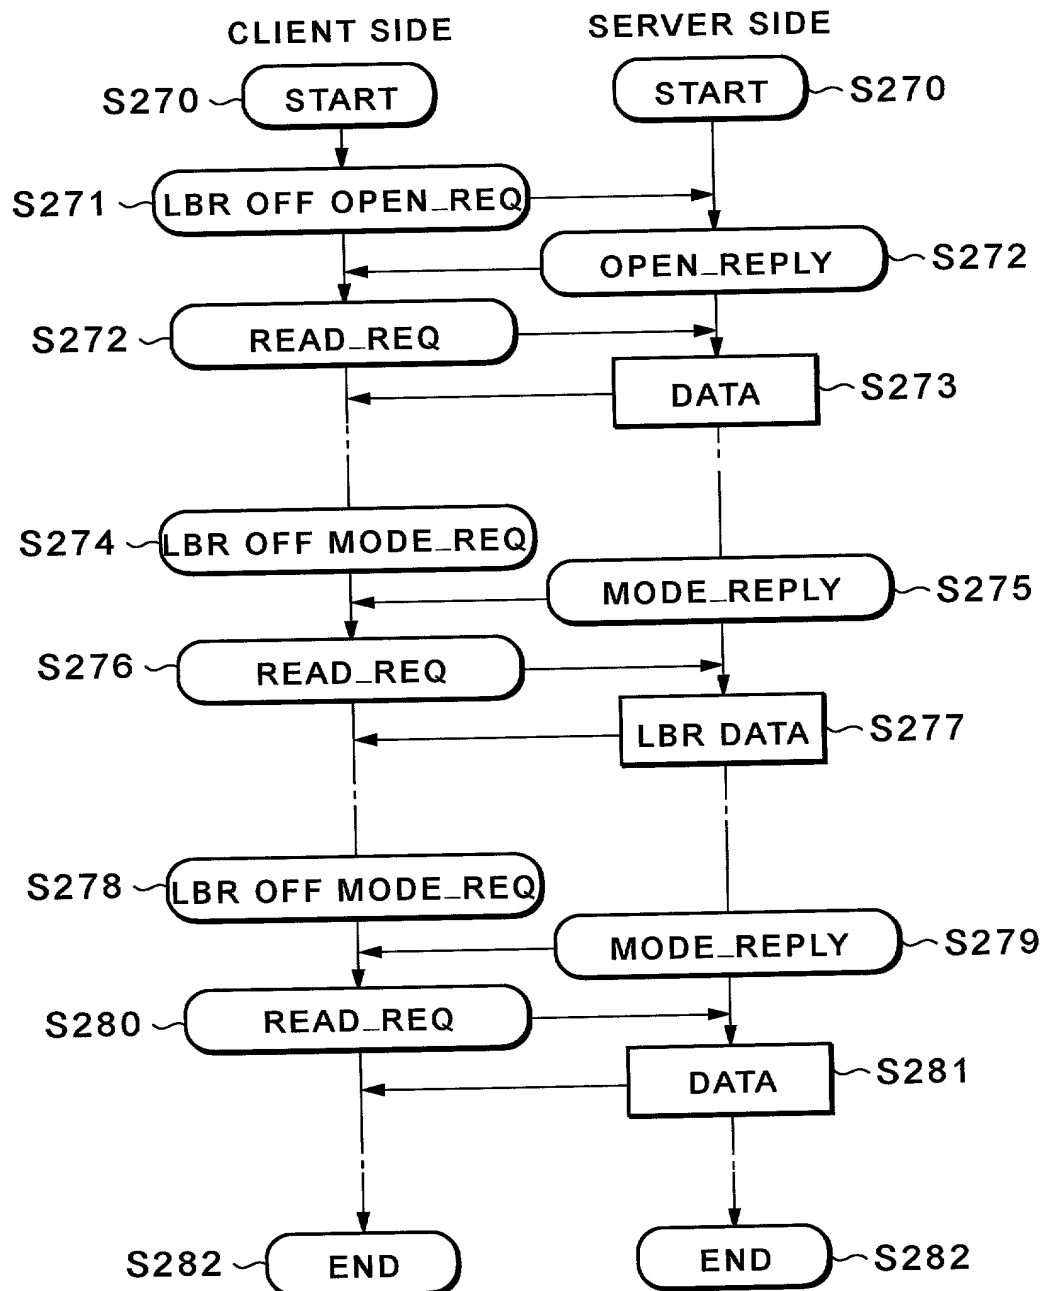 CLIENT SIDE SERVER SIDE
S270 START START S270
S271 LBR OFF OPEN_REQ
OPEN_REPLY S272
S272 READ_REQ
DATA S273
S274 LBR OFF MODE_REQ
MODE_REPLY S275
S276 READ_REQ
LBR DATA S277
S278 LBR OFF MODE_REQ
MODE_REPLY S279
S280 READ_REQ
DATA S281
S282 END END S282